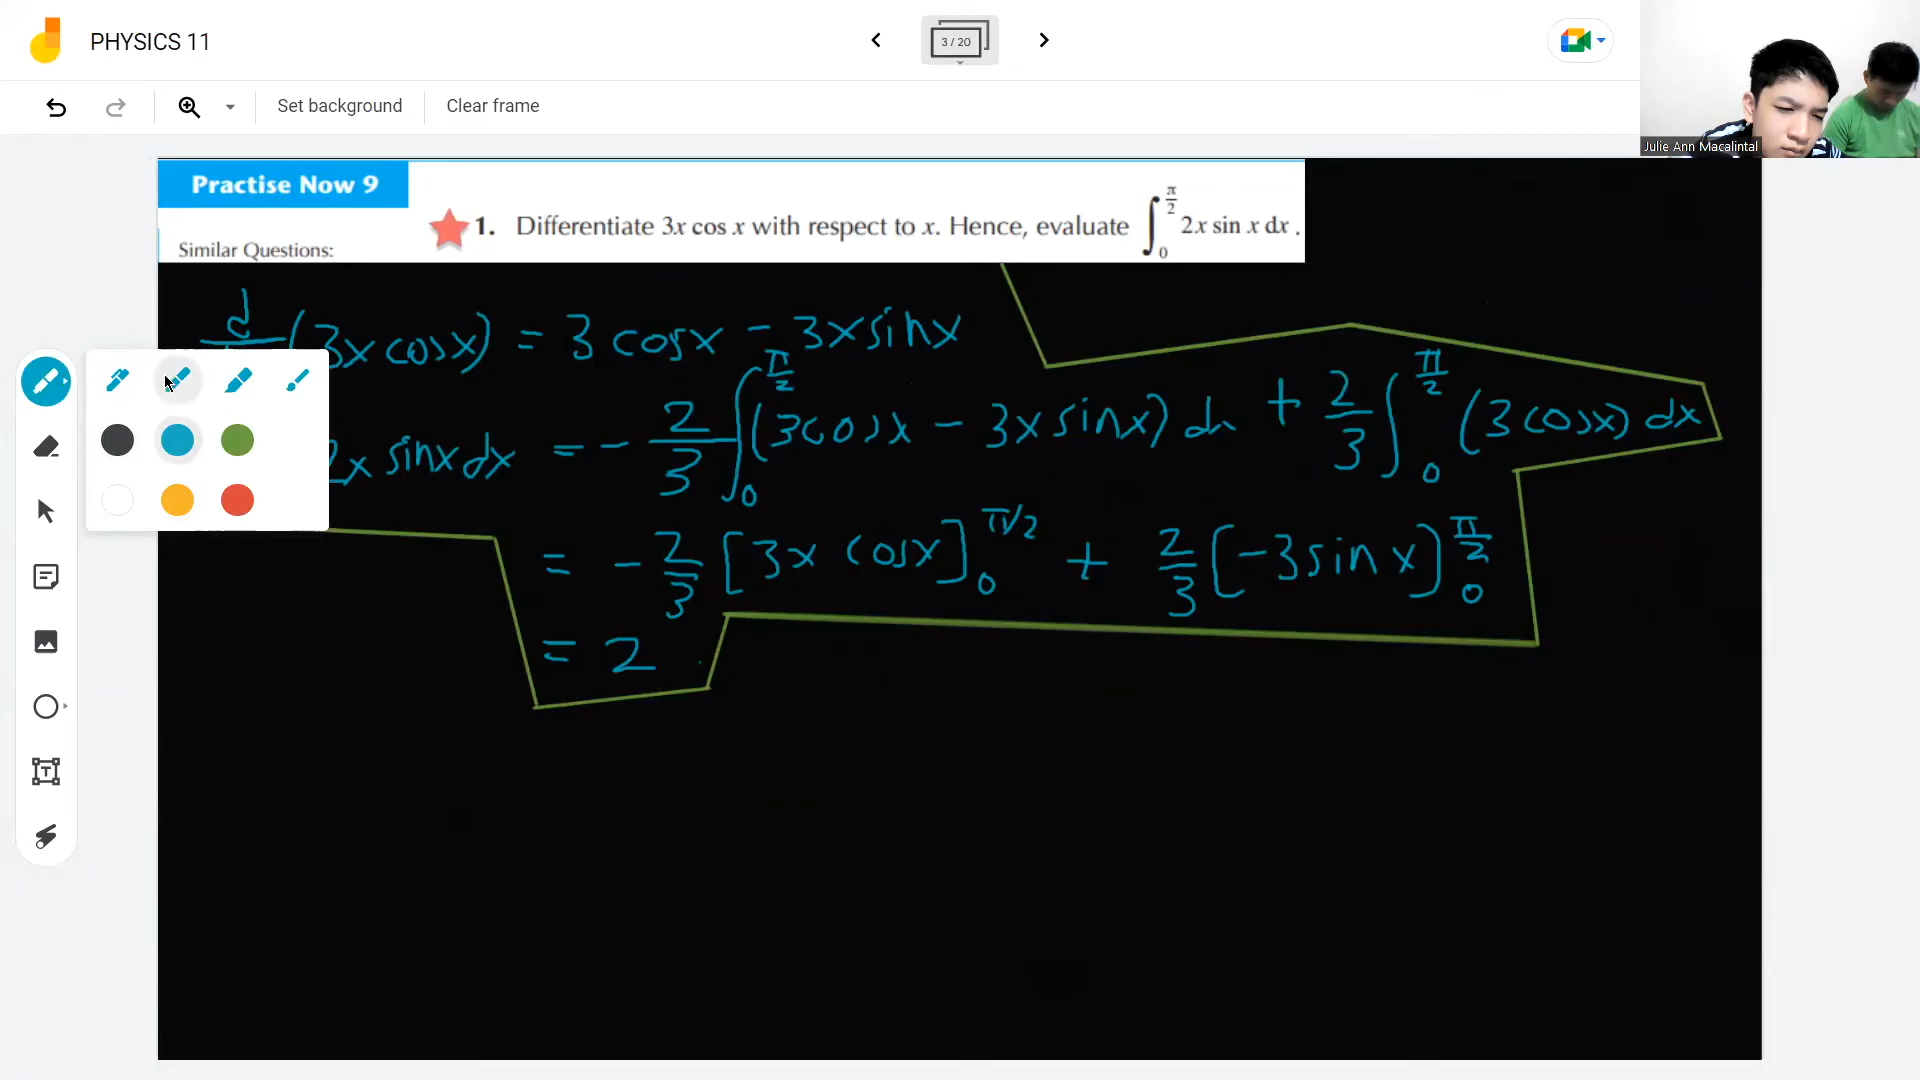 PHYSICS 11
3 / 20
Set background
Clear frame
Julie Ann Macalintal
Practise Now 9
Similar Questions:
1. Differentiate 3x cos x with respect to x. Hence, evaluate ∫₀^(π/2) 2x sin x dx .
d (3x cosx) = 3 cosx - 3x sinx
2x sinx dx = - 2/3 ∫₀^(π/2) (3cosx - 3x sinx) dx + 2/3 ∫₀^(π/2) (3 cosx) dx
= - 2/3 [3x cosx]₀^(π/2) + 2/3 [-3 sin x]₀^(π/2)
= 2